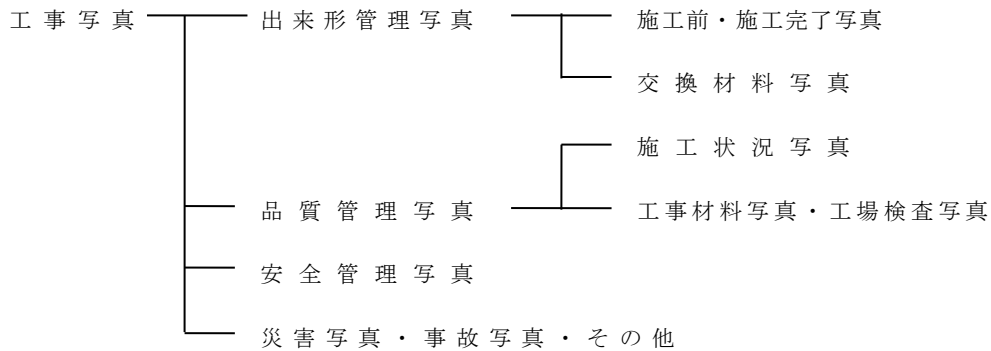 工事写真 出来形管理写真 施工前・施工完了写真
交換材料写真
施工状況写真
品質管理写真 工事材料写真・工場検査写真
安全管理写真
災害写真・事故写真・その他